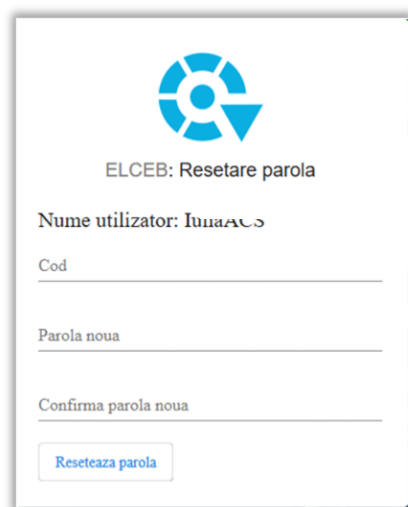 ELCEB: Resetare parola
Nume utilizator:
Cod
Parola noua
Confirma parola noua
Reseteaza parola